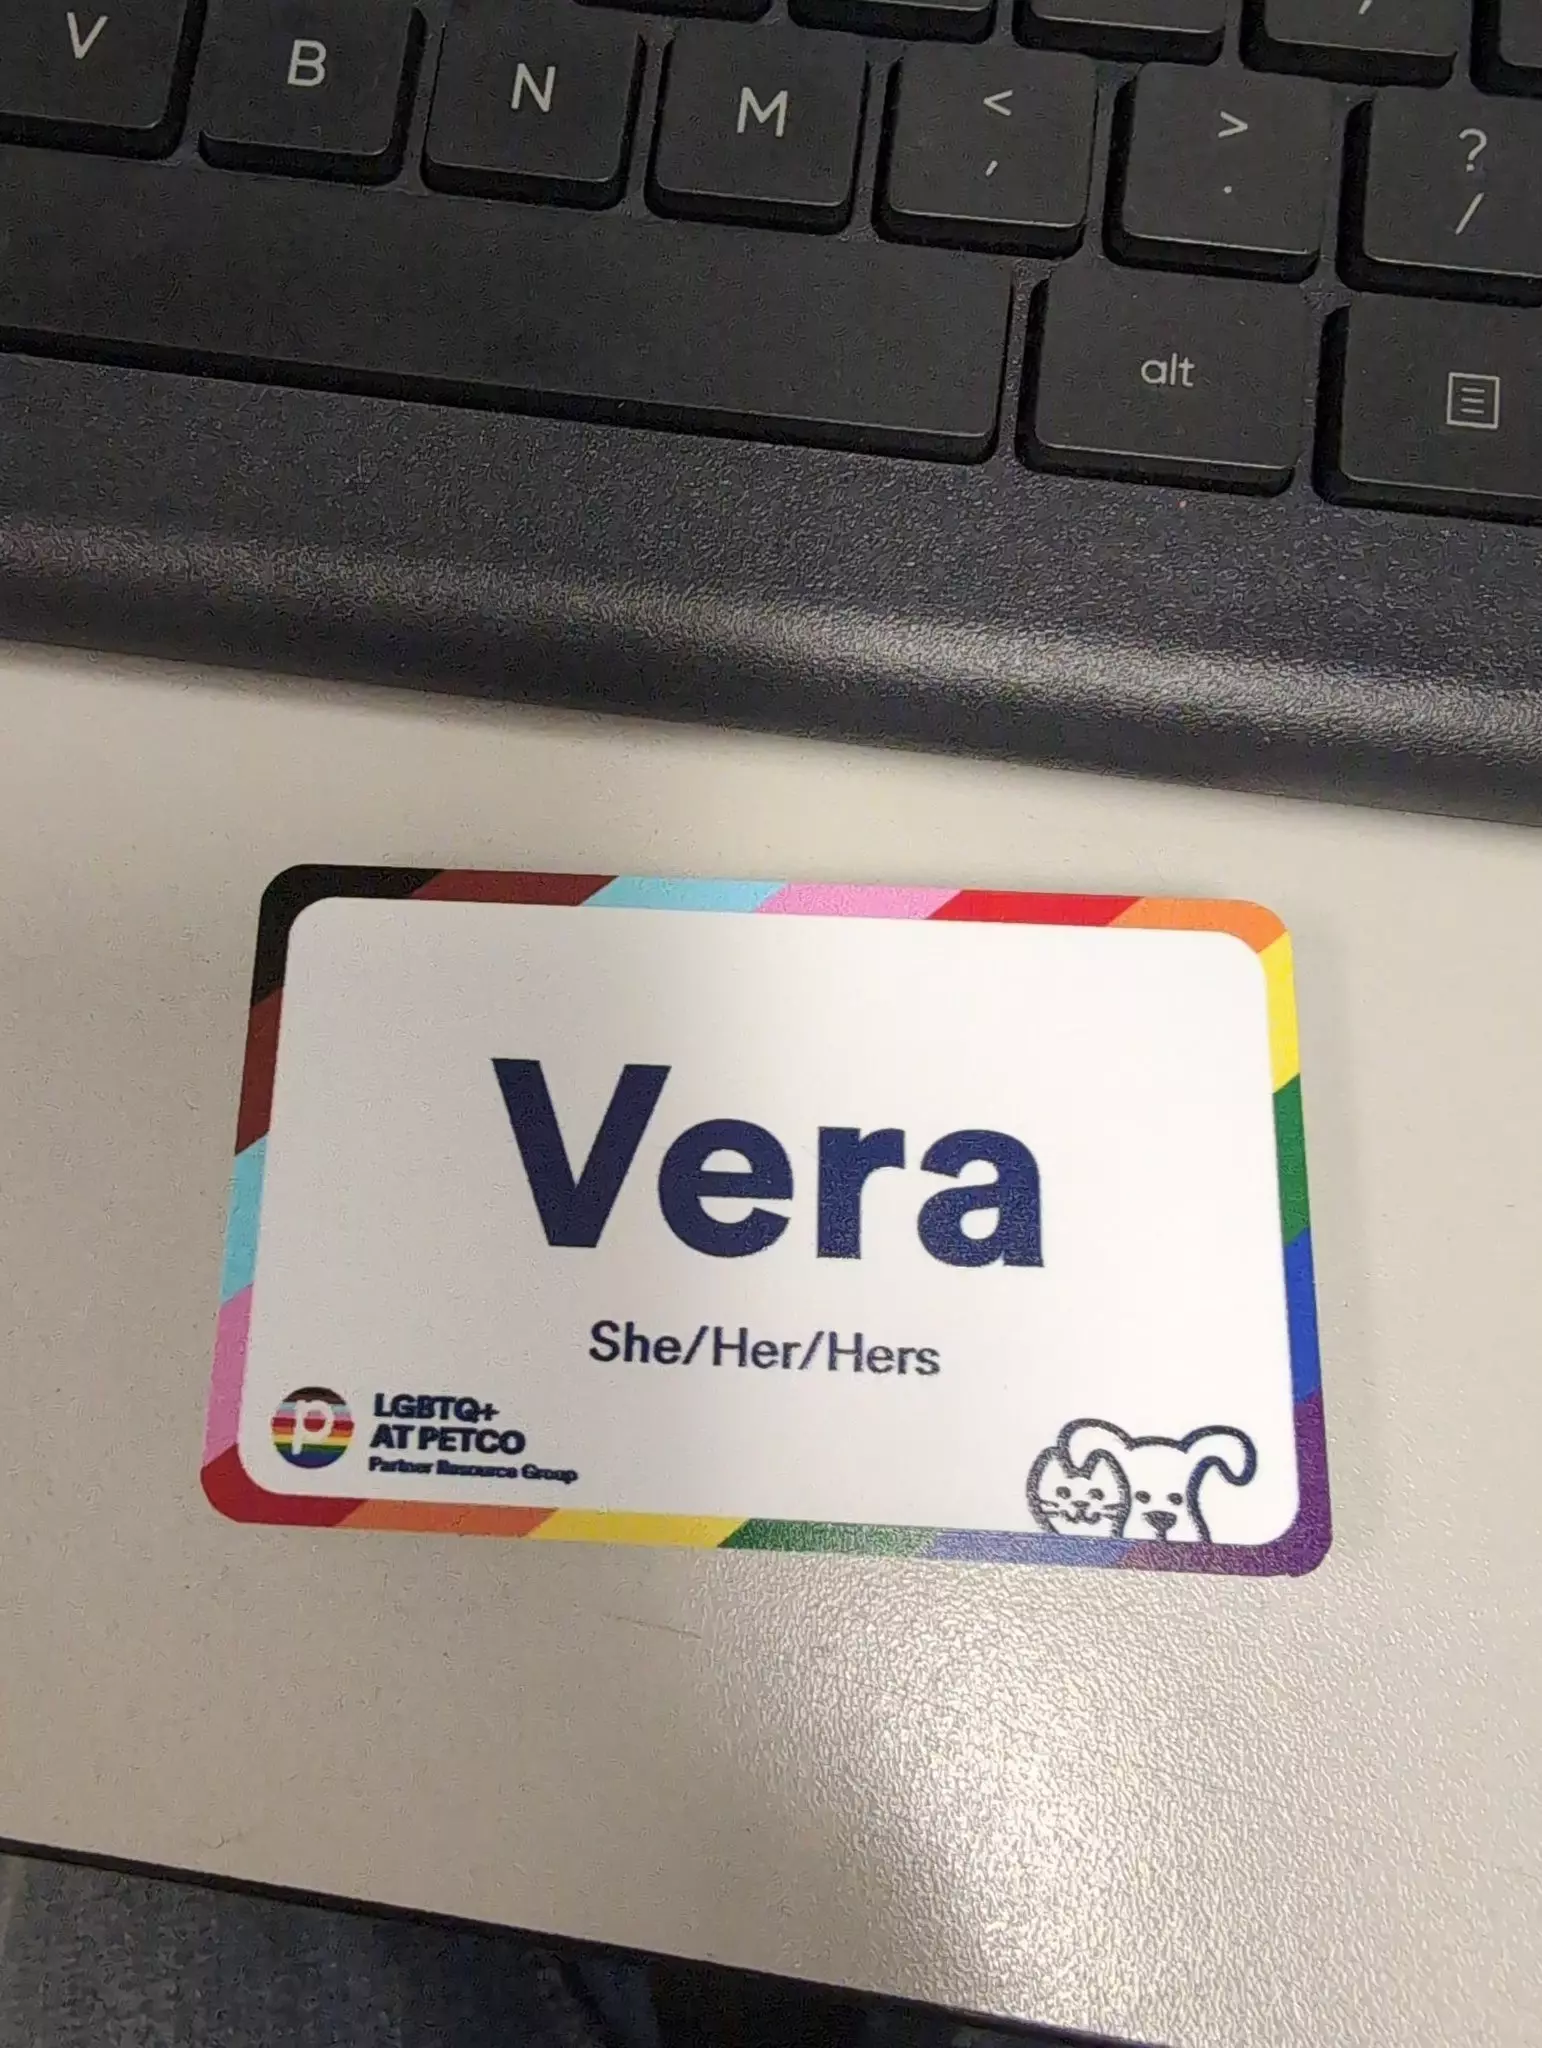 V B N M < > ?
, . /
alt
Vera
She/Her/Hers
p
LGBTQ+
AT PETCO
Partner Resource Group